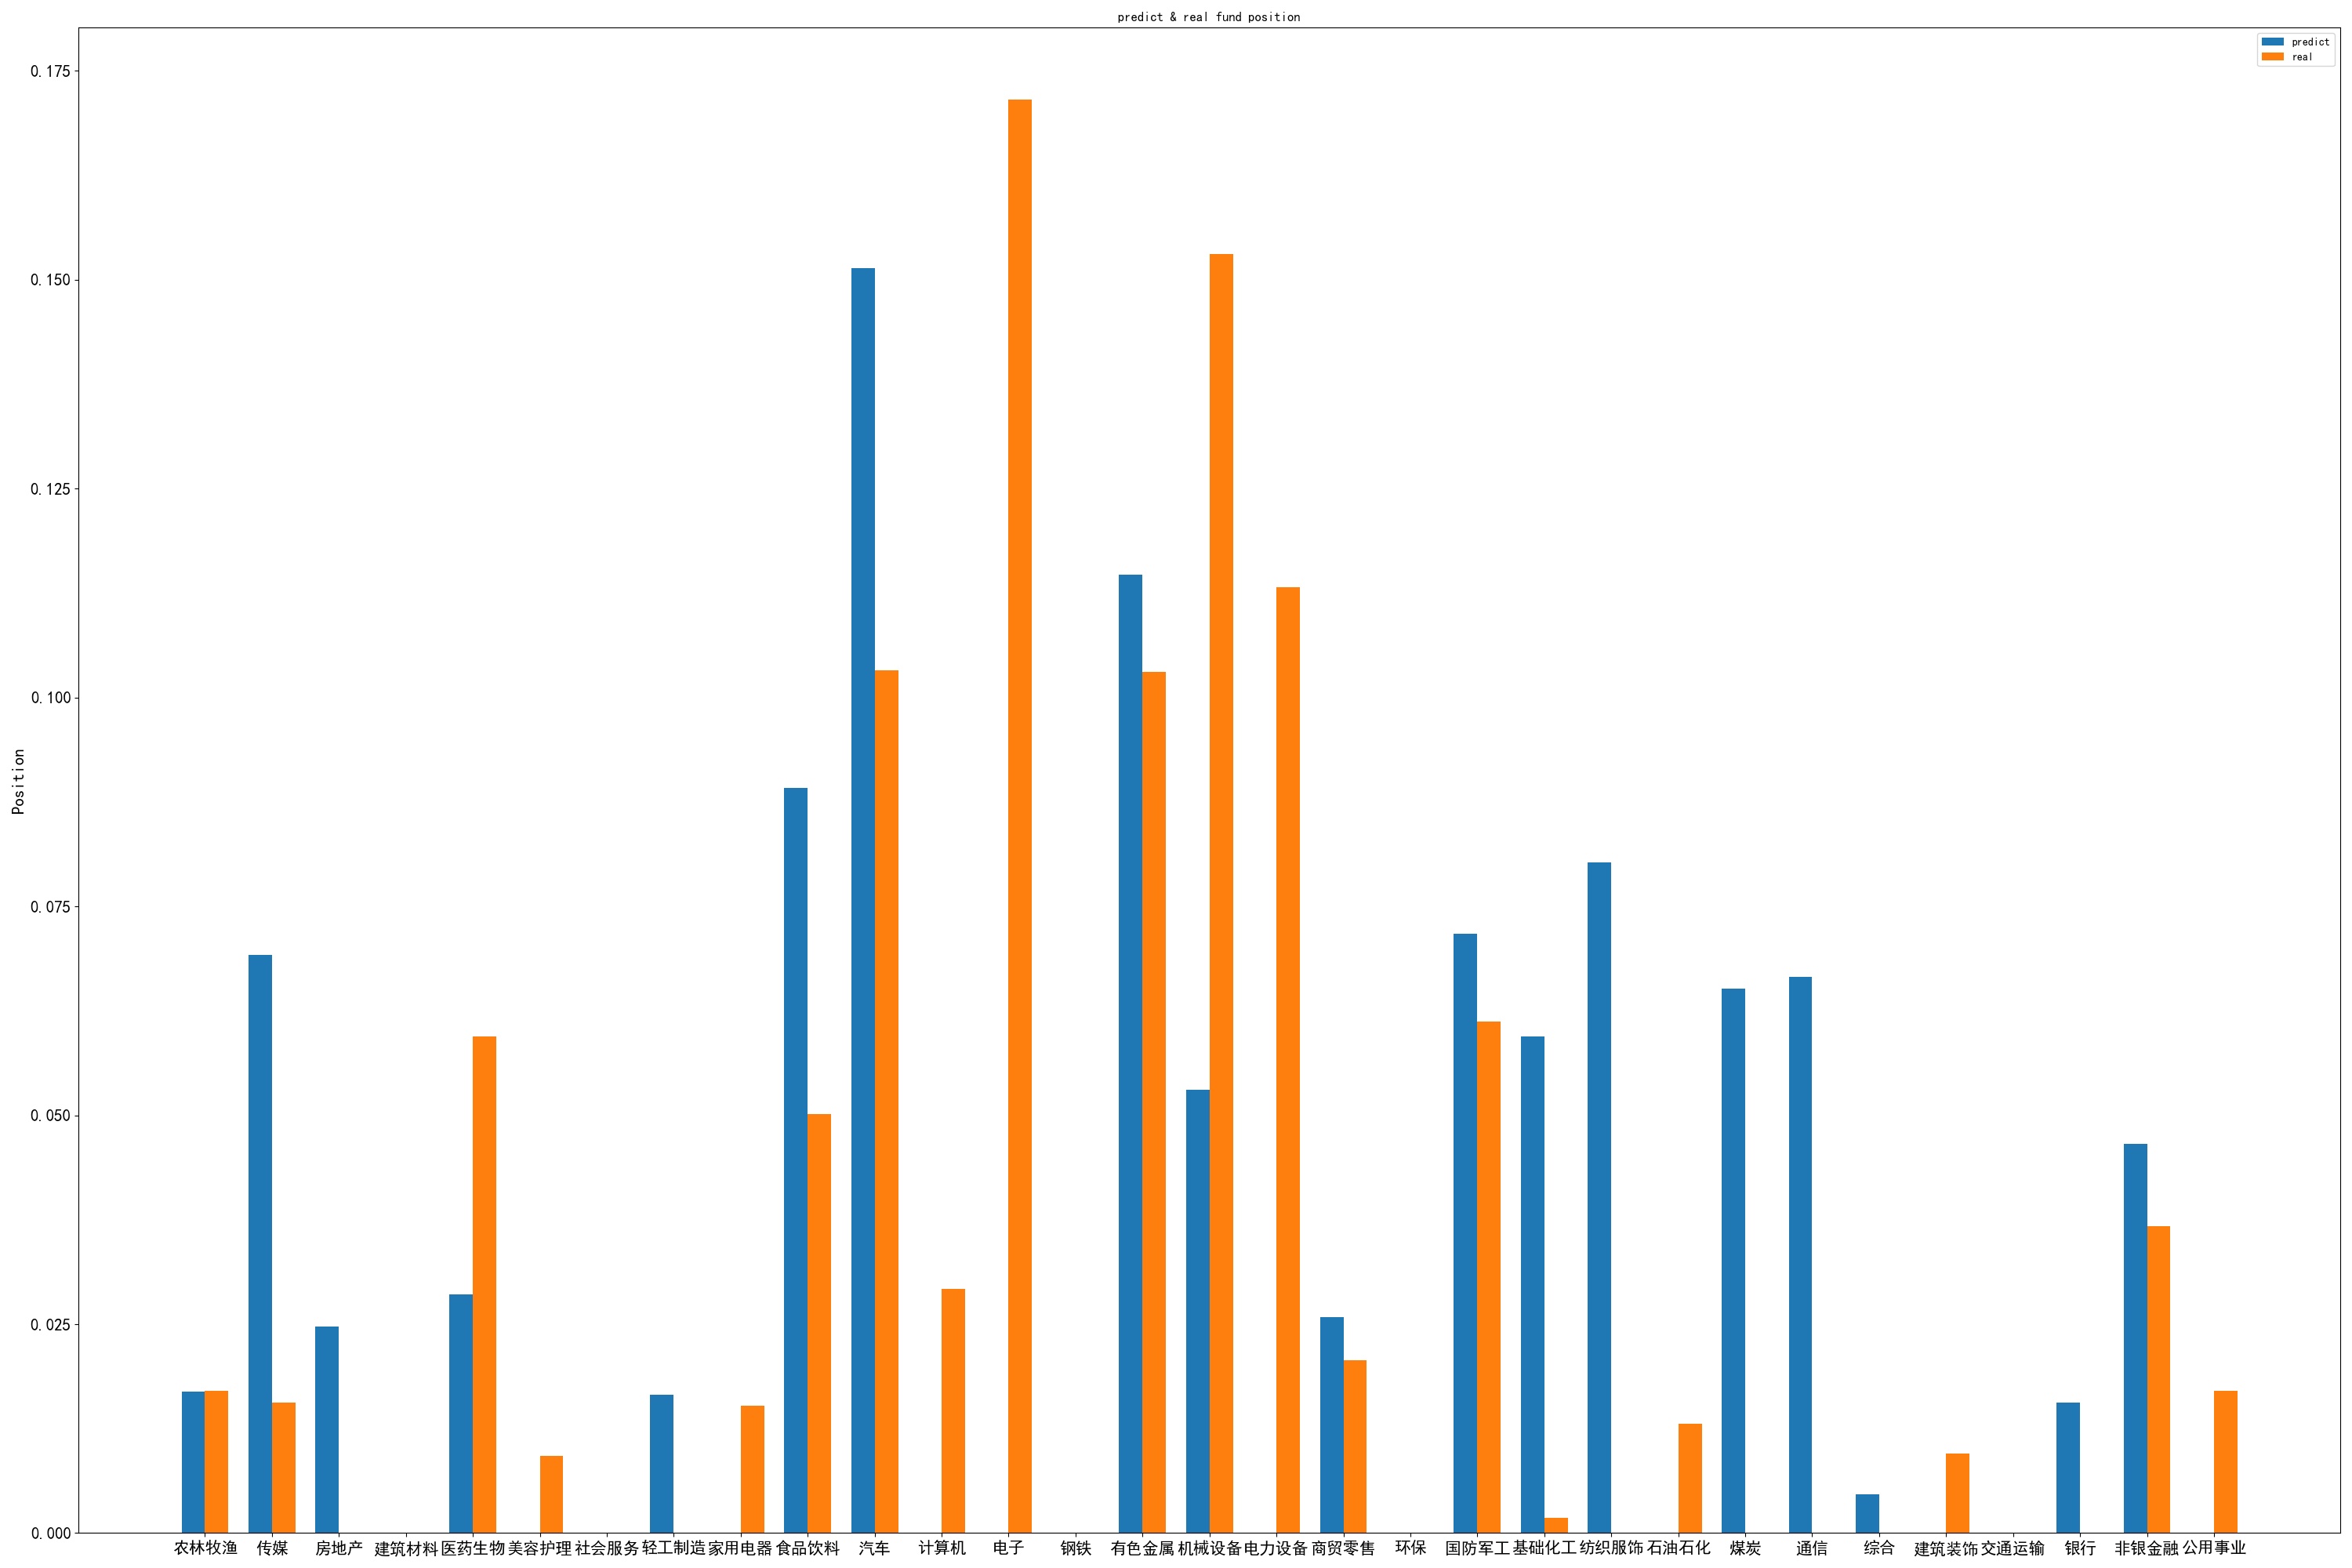 predict & real fund position
predict
real
Position
0.175
0.150
0.125
0.100
0.075
0.050
0.025
0.000
农林牧渔 传媒 房地产 建筑材料 医药生物 美容护理 社会服务 轻工制造 家用电器 食品饮料 汽车 计算机 电子 钢铁 有色金属 机械设备 电力设备 商贸零售 环保 国防军工 基础化工 纺织服饰 石油石化 煤炭 通信 综合 建筑装饰 交通运输 银行 非银金融 公用事业